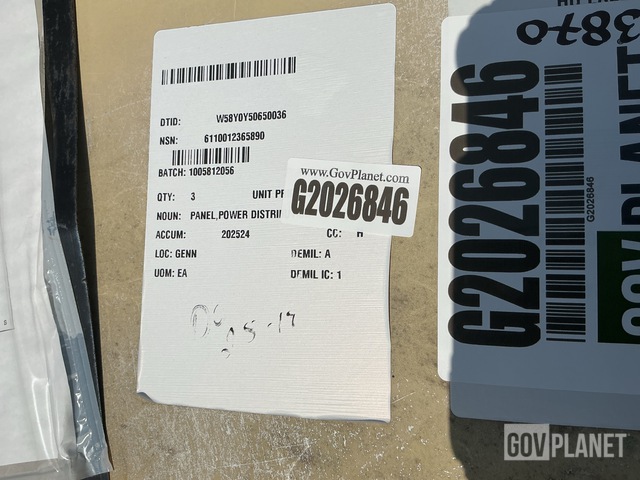 DTID: W58Y0Y50650036
NSN: 6110012365890
BATCH: 1005812056
QTY: 3 UNIT PR
NOUN: PANEL,POWER DISTRI
ACCUM: 202524 CC: H
LOC: GENN DEMIL: A
UOM: EA DEMIL IC: 1
www.GovPlanet.com
G2026846
3870
G2026846
G2026846
GOVPLANET